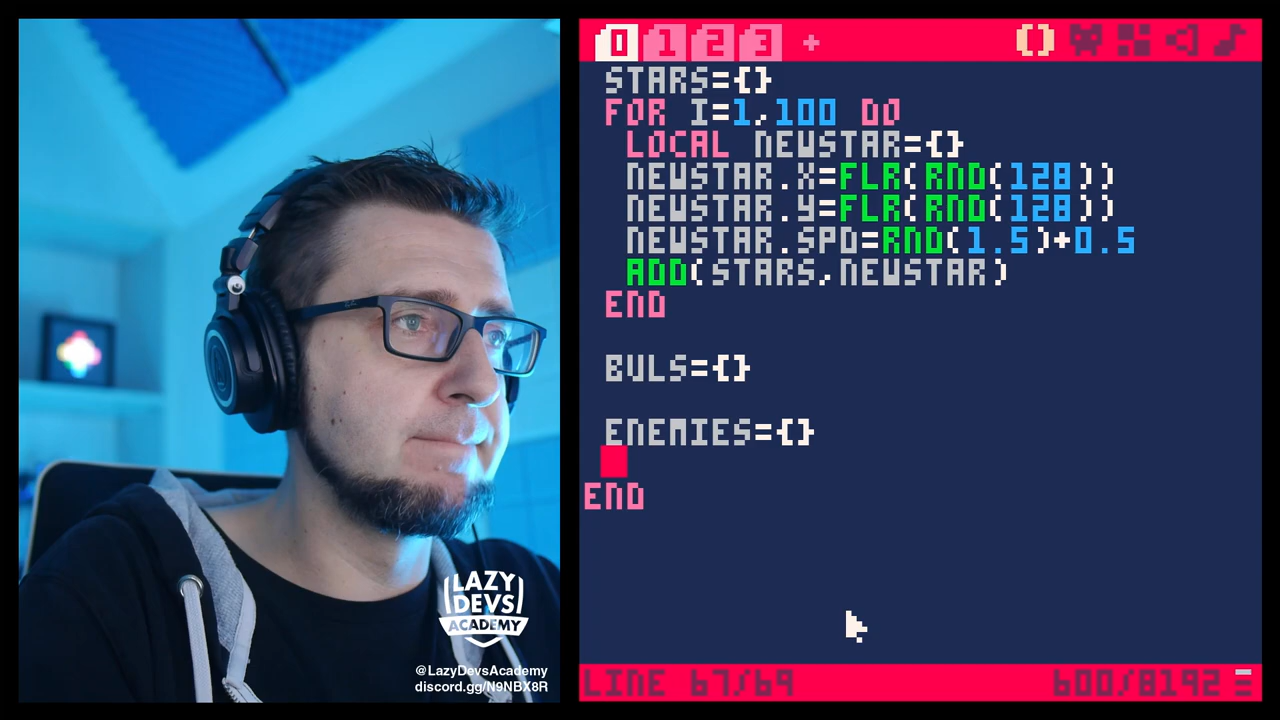 LAZY
DEVS
ACADEMY
@LazyDevsAcademy
discord.gg/N9NBX8R
0 1 2 3 +
STARS={}
FOR I=1,100 DO
LOCAL NEWSTAR={}
NEWSTAR.X=FLR(RND(128))
NEWSTAR.Y=FLR(RND(128))
NEWSTAR.SPD=RND(1.5)+0.5
ADD(STARS,NEWSTAR)
END
BULS={}
ENEMIES={}
END
LINE 67/69
600/8192